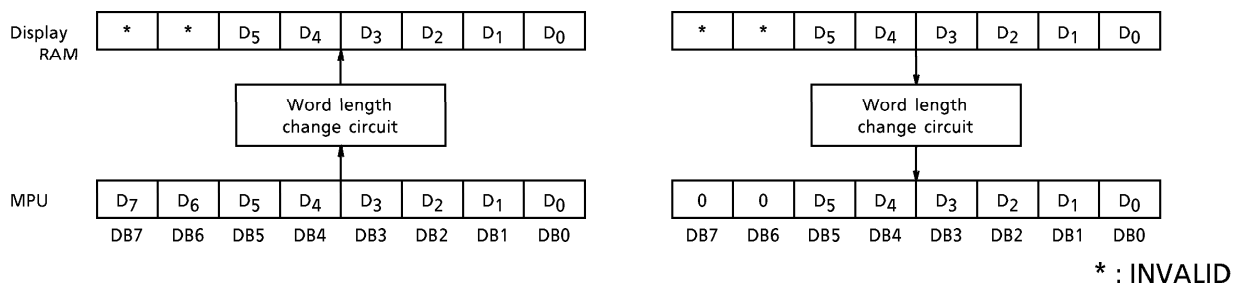 Display RAM * * D5 D4 D3 D2 D1 D0
Word length change circuit
MPU D7 D6 D5 D4 D3 D2 D1 D0
DB7 DB6 DB5 DB4 DB3 DB2 DB1 DB0
* * D5 D4 D3 D2 D1 D0
Word length change circuit
0 0 D5 D4 D3 D2 D1 D0
DB7 DB6 DB5 DB4 DB3 DB2 DB1 DB0
* : INVALID